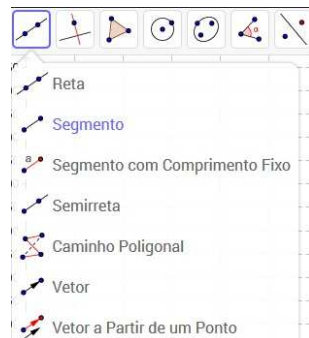 Reta
Segmento
a
Segmento com Comprimento Fixo
Semirreta
Caminho Poligonal
Vetor
Vetor a Partir de um Ponto